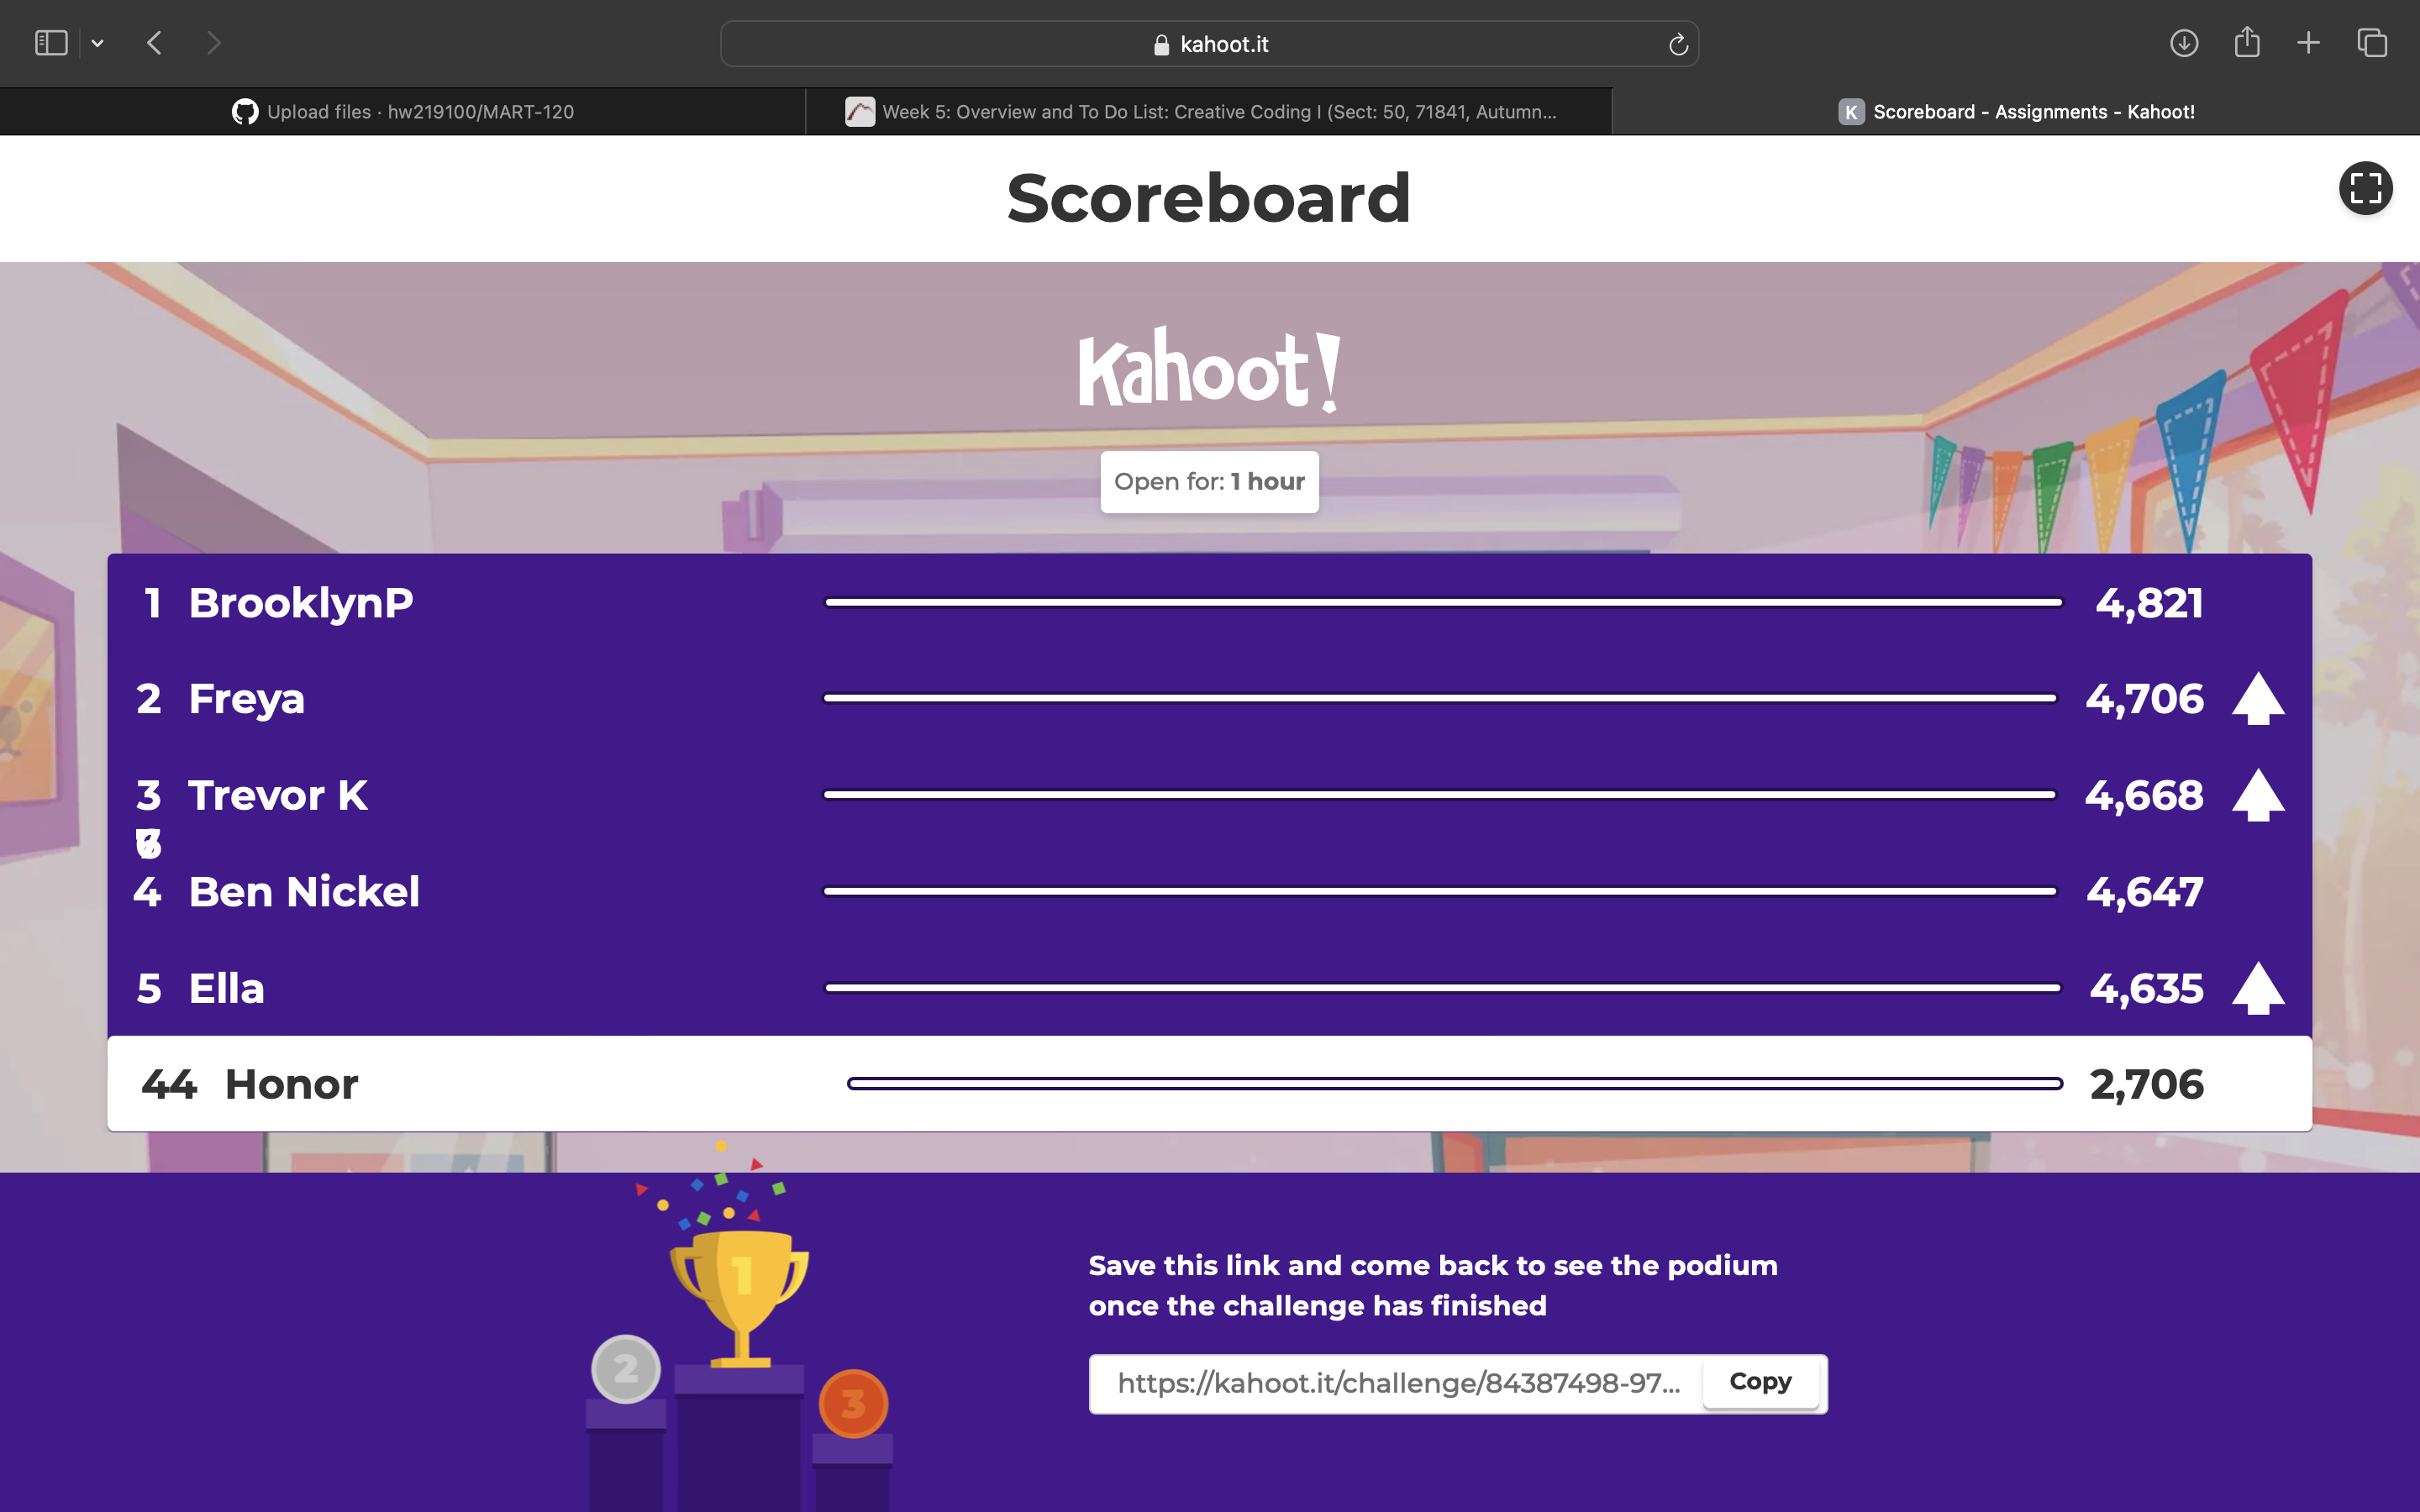 kahoot.it
Upload files · hw219100/MART-120
Week 5: Overview and To Do List: Creative Coding I (Sect: 50, 71841, Autumn...
K Scoreboard - Assignments - Kahoot!
Scoreboard
Kahoot!
Open for: 1 hour
1 BrooklynP 4,821
2 Freya 4,706
3 Trevor K 4,668
4 Ben Nickel 4,647
5 Ella 4,635
44 Honor 2,706
1
2
3
Save this link and come back to see the podium
once the challenge has finished
https://kahoot.it/challenge/84387498-97... Copy